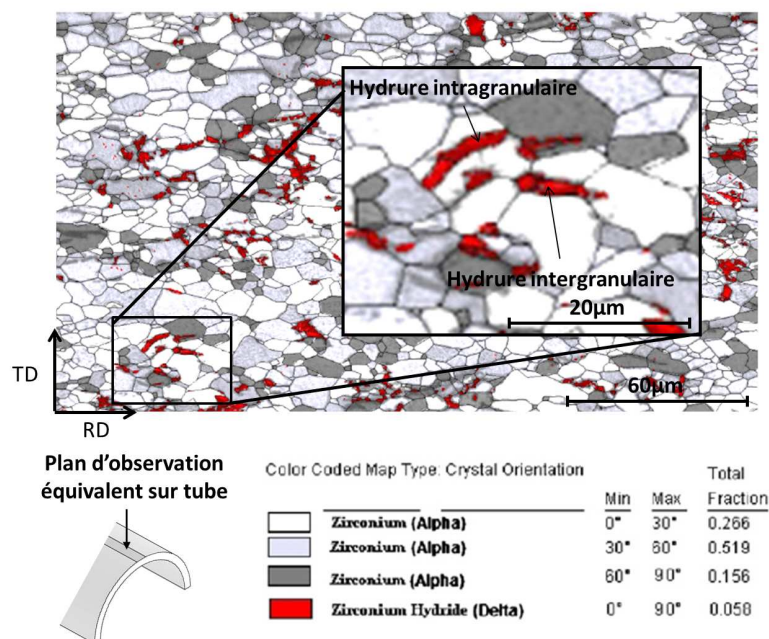 Hydrure intragranulaire
Hydrure intergranulaire
20µm
TD
RD
60µm
Plan d'observation
équivalent sur tube
Color Coded Map Type: Crystal Orientation
Total
Min Max Fraction
Zirconium (Alpha) 0° 30° 0.266
Zirconium (Alpha) 30° 60° 0.519
Zirconium (Alpha) 60° 90° 0.156
Zirconium Hydride (Delta) 0° 90° 0.058